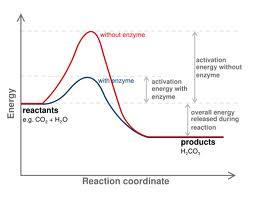 without enzyme
activation
energy without
enzyme
with enzyme
activation
energy with
enzyme
Energy
reactants
e.g. CO₂ + H₂O
overall energy
released during
reaction
products
H₂CO₃
Reaction coordinate